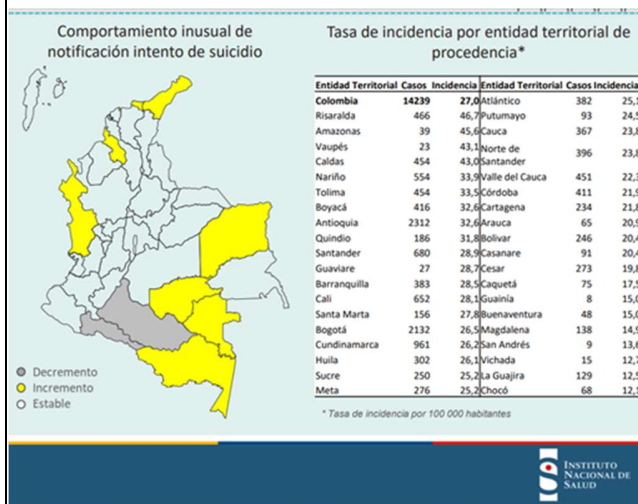 Comportamiento inusual de
notificación intento de suicidio
Decremento
Incremento
Estable
Tasa de incidencia por entidad territorial de
procedencia*
Entidad Territorial Casos Incidencia Entidad Territorial Casos Incidencia
Colombia 14239 27,0 Atlántico 382
Risaralda 466 46,7 Putumayo 93
Amazonas 39 45,6 Cauca 367
Vaupés 23 43,1 Norte de
Santander 396
Caldas 454 43,0
Nariño 554 33,9 Valle del Cauca 451
Tolima 454 33,5 Córdoba 411
Boyacá 416 32,6 Cartagena 234
Antioquia 2312 32,6 Arauca 65
Quindio 186 31,8 Bolivar 246
Santander 680 28,9 Casanare 91
Guaviare 27 28,7 Cesar 273
Barranquilla 383 28,5 Caquetá 75
Cali 652 28,1 Guainía 8
Santa Marta 156 27,8 Buenaventura 48
Bogotá 2132 26,5 Magdalena 138
Cundinamarca 961 26,2 San Andrés 9
Huila 302 26,1 Vichada 15
Sucre 250 25,2 La Guajira 129
Meta 276 25,2 Chocó 68
* Tasa de incidencia por 100 000 habitantes
INSTITUTO
NACIONAL DE
SALUD